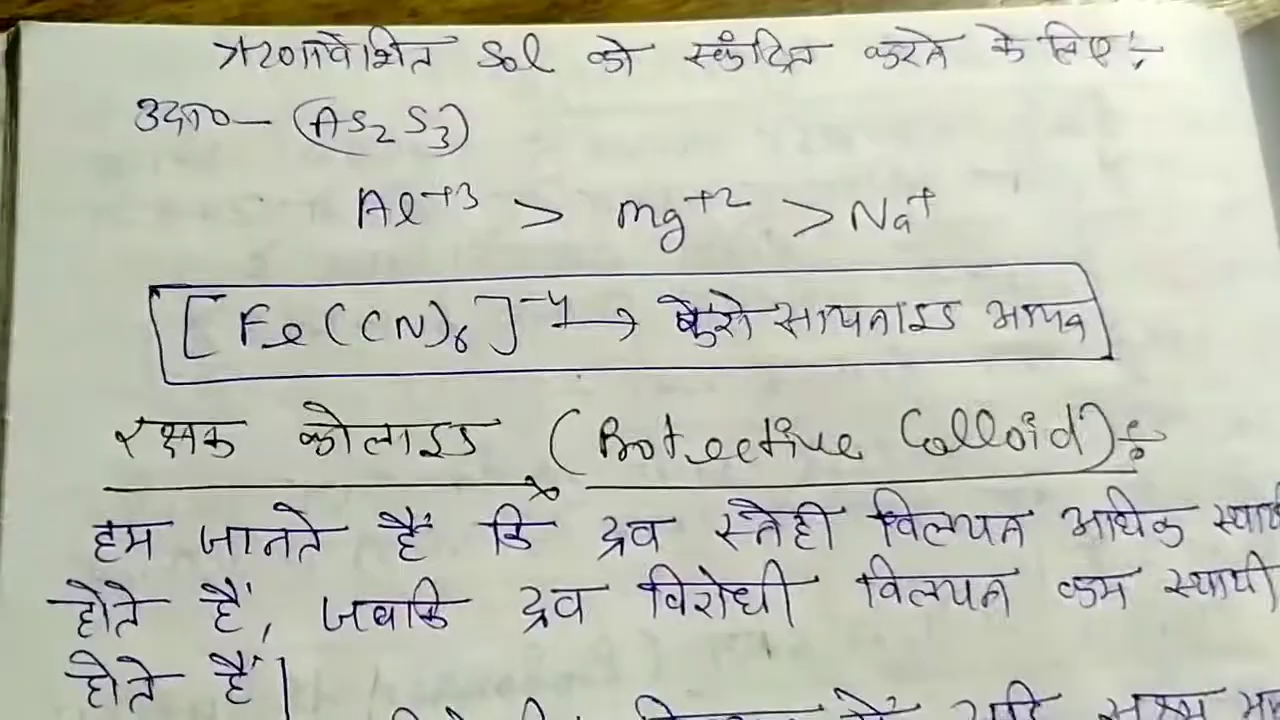 ऋणावेशित Sol को स्कंदित करने के लिए :-
उदा०- (As₂S₃)
Al⁺³ > mg⁺² > Na⁺
[Fe(CN)₆]⁻⁴ → फेरो सायनाइड आयन
रक्षक कोलाइड (Protective Colloid) :-
हम जानते हैं कि द्रव स्नेही विलयन अधिक
होते हैं, जबकि द्रव विरोधी विलयन कम स्थायी
होते हैं।